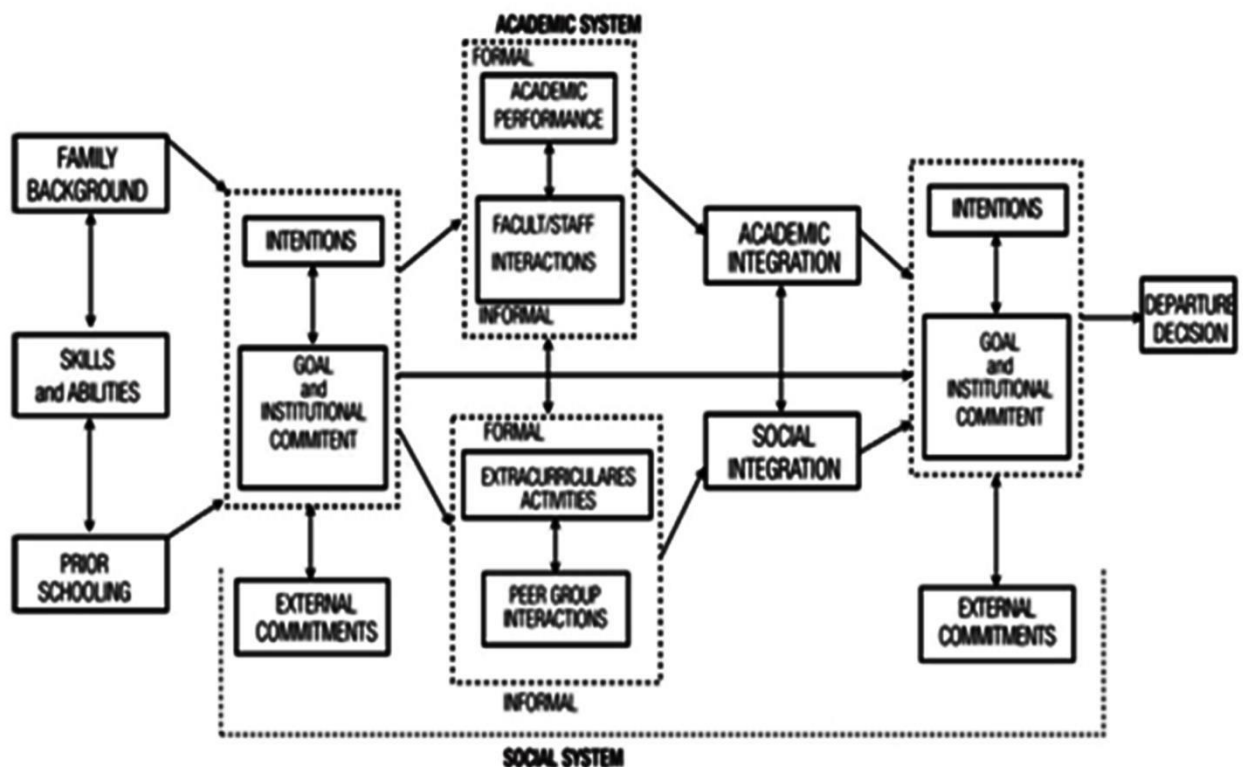 ACADEMIC SYSTEM
FORMAL
ACADEMIC
PERFORMANCE
FACULT/STAFF
INTERACTIONS
INFORMAL
FAMILY
BACKGROUND
SKILLS
and ABILITIES
PRIOR
SCHOOLING
INTENTIONS
GOAL
and
INSTITUTIONAL
COMMITENT
EXTERNAL
COMMITMENTS
FORMAL
EXTRACURRICULARES
ACTIVITIES
PEER GROUP
INTERACTIONS
INFORMAL
ACADEMIC
INTEGRATION
SOCIAL
INTEGRATION
INTENTIONS
GOAL
and
INSTITUTIONAL
COMMITENT
EXTERNAL
COMMITMENTS
DEPARTURE
DECISION
SOCIAL SYSTEM